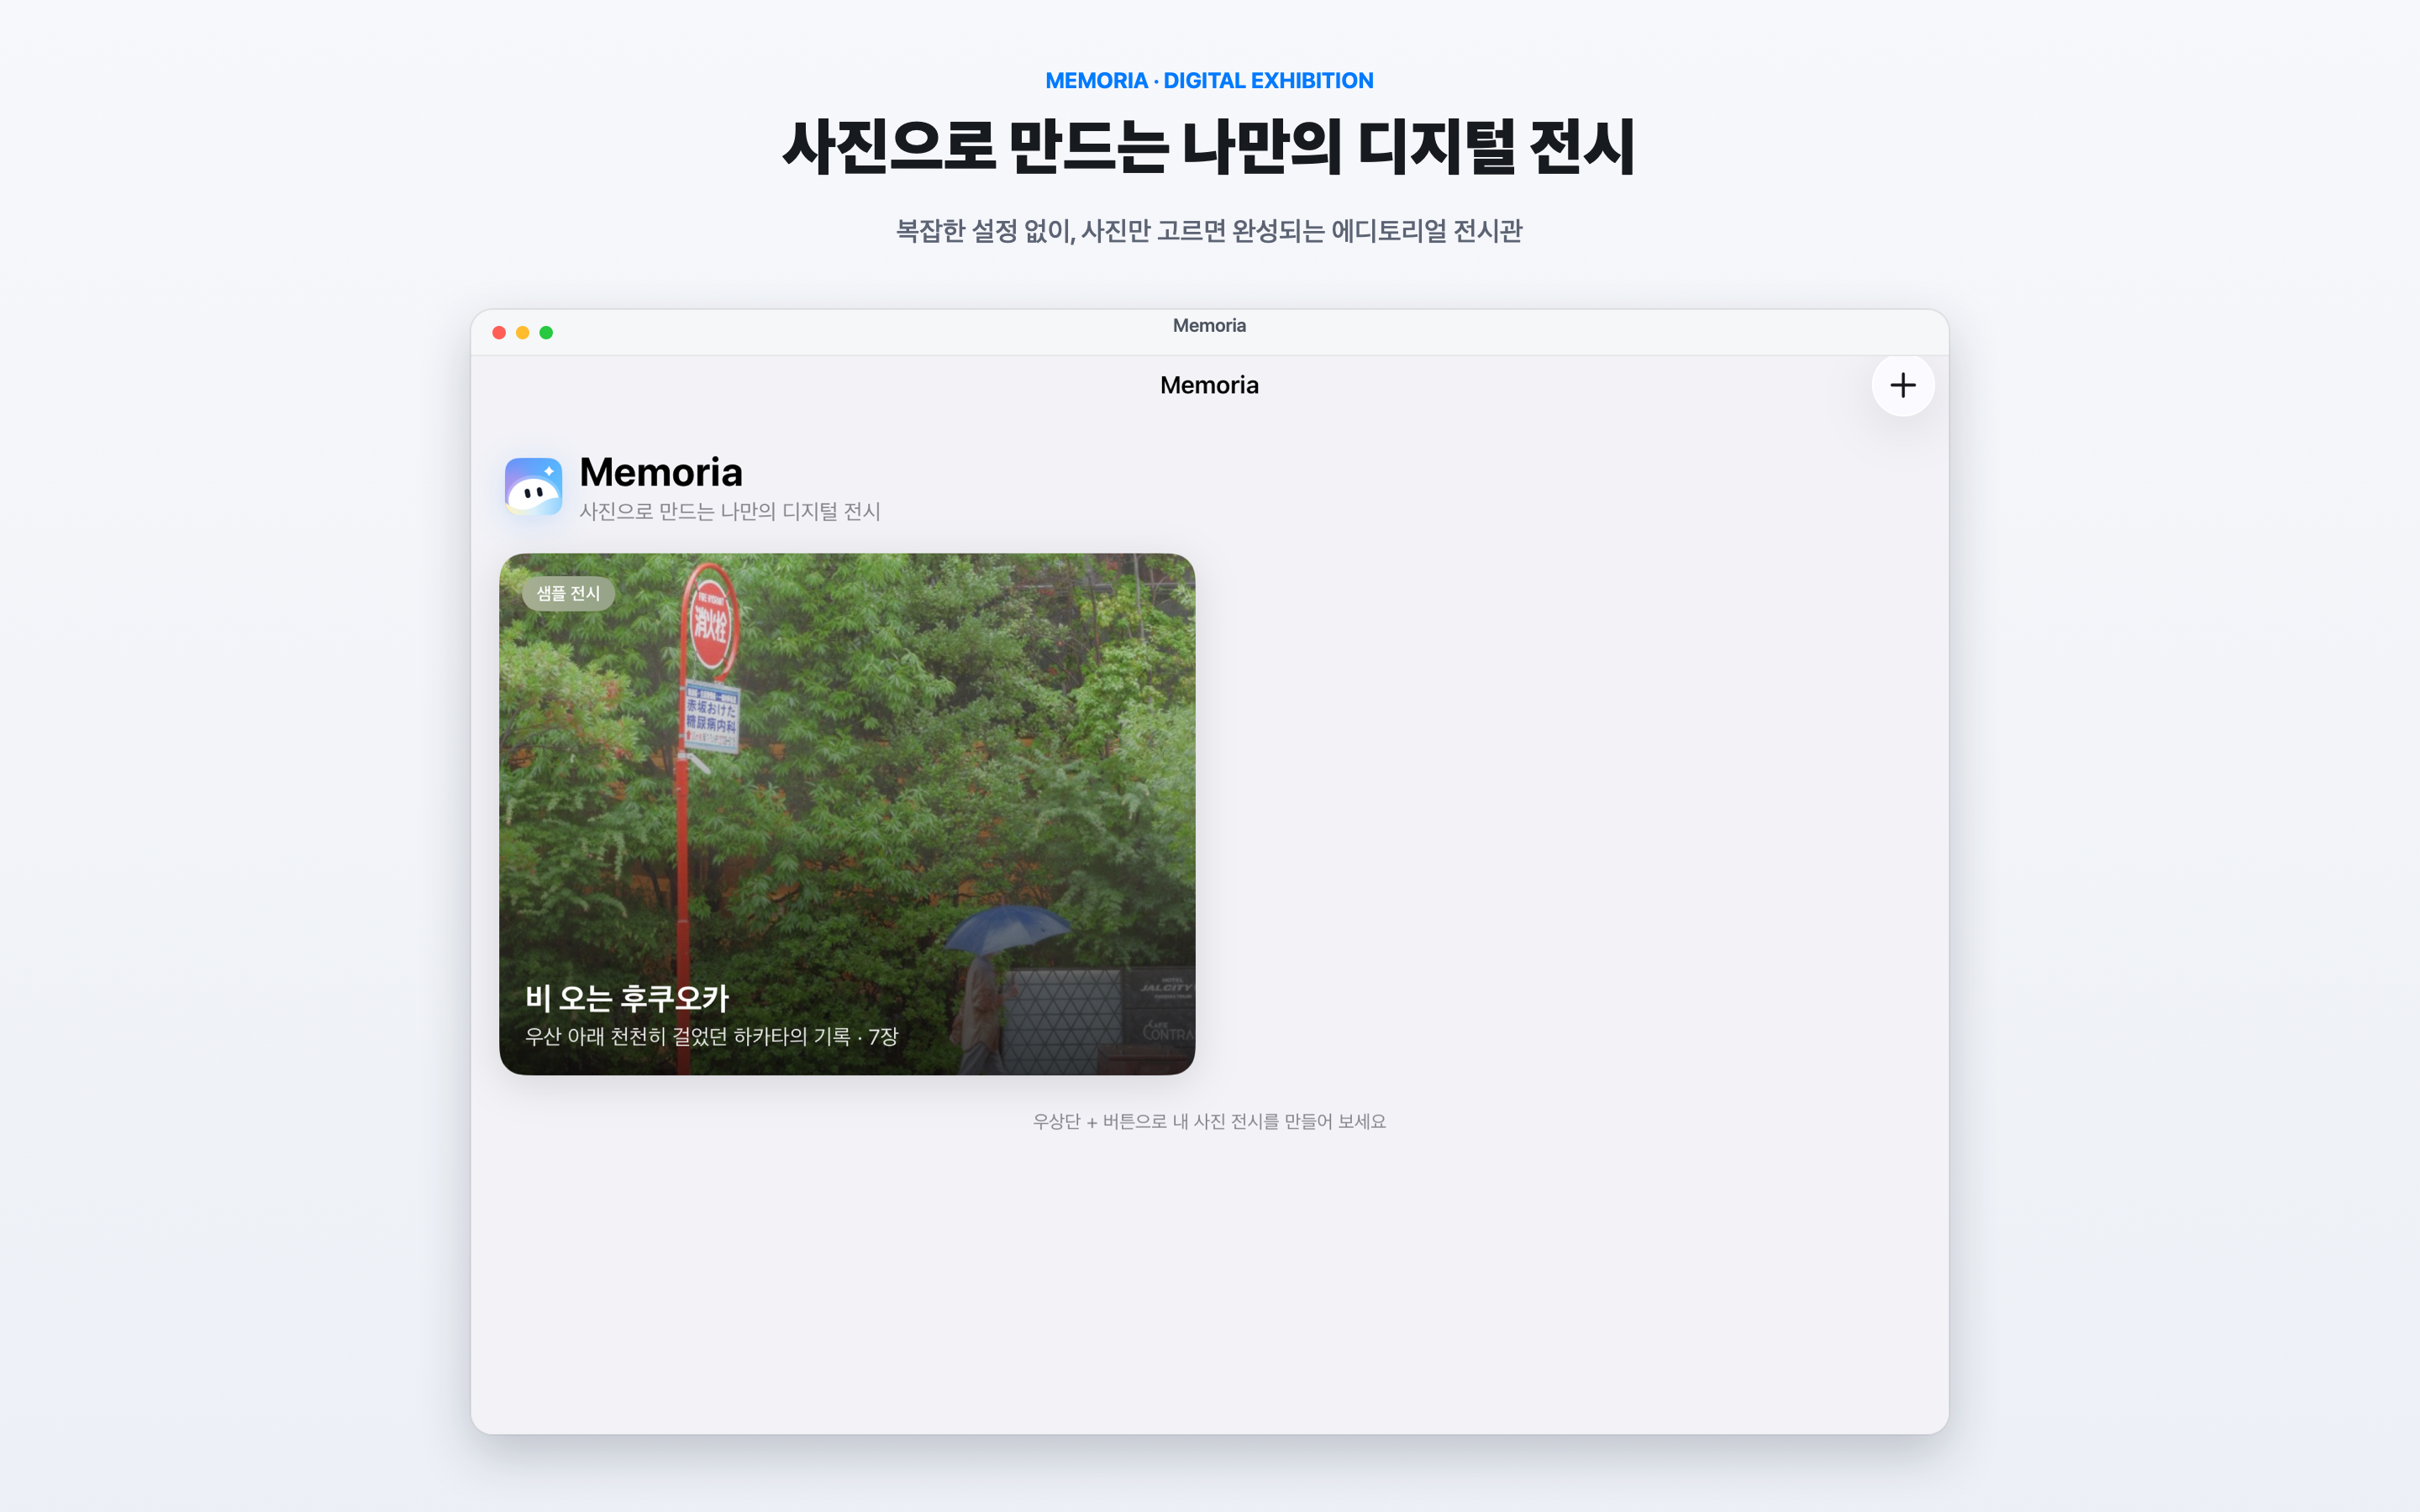 MEMORIA · DIGITAL EXHIBITION
사진으로 만드는 나만의 디지털 전시
복잡한 설정 없이, 사진만 고르면 완성되는 에디토리얼 전시관
Memoria
Memoria
Memoria
사진으로 만드는 나만의 디지털 전시
샘플 전시
FIRE HYDRANT
消火栓
赤坂おけた
糖尿病内科
비 오는 후쿠오카
우산 아래 천천히 걸었던 하카타의 기록 · 7장
HOTEL
JALCITY
CAFE
CONTRA
우상단 + 버튼으로 내 사진 전시를 만들어 보세요